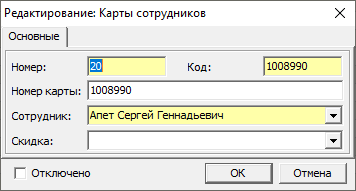 Редактирование: Карты сотрудников
Основные
Номер: 20 Код: 1008990
Номер карты: 1008990
Сотрудник: Апет Сергей Геннадьевич
Скидка:
Отключено OK Отмена